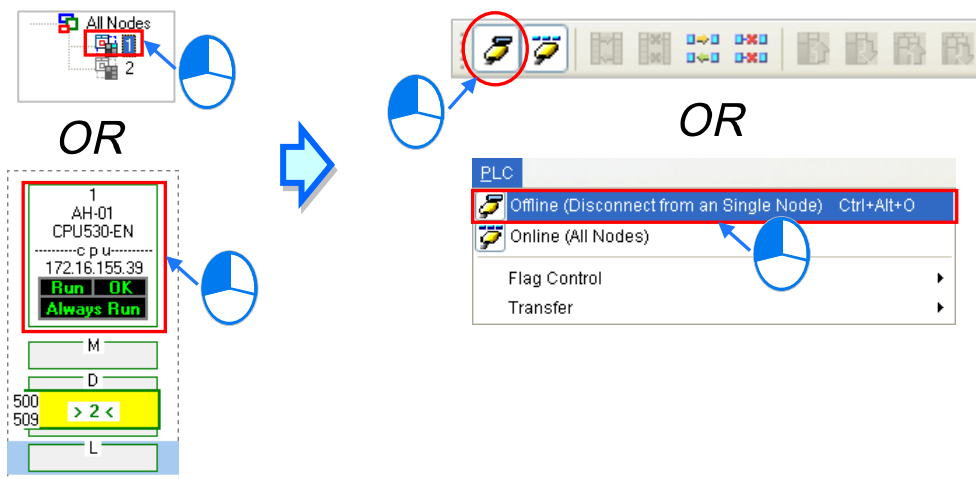 All Nodes
1
2
OR
1
AH-01
CPU530-EN
--------c p u--------
172.16.155.39
Run OK
Always Run
M
D
500
509
> 2 <
L
OR
PLC
Offline (Disconnect from an Single Node) Ctrl+Alt+O
Online (All Nodes)
Flag Control
Transfer